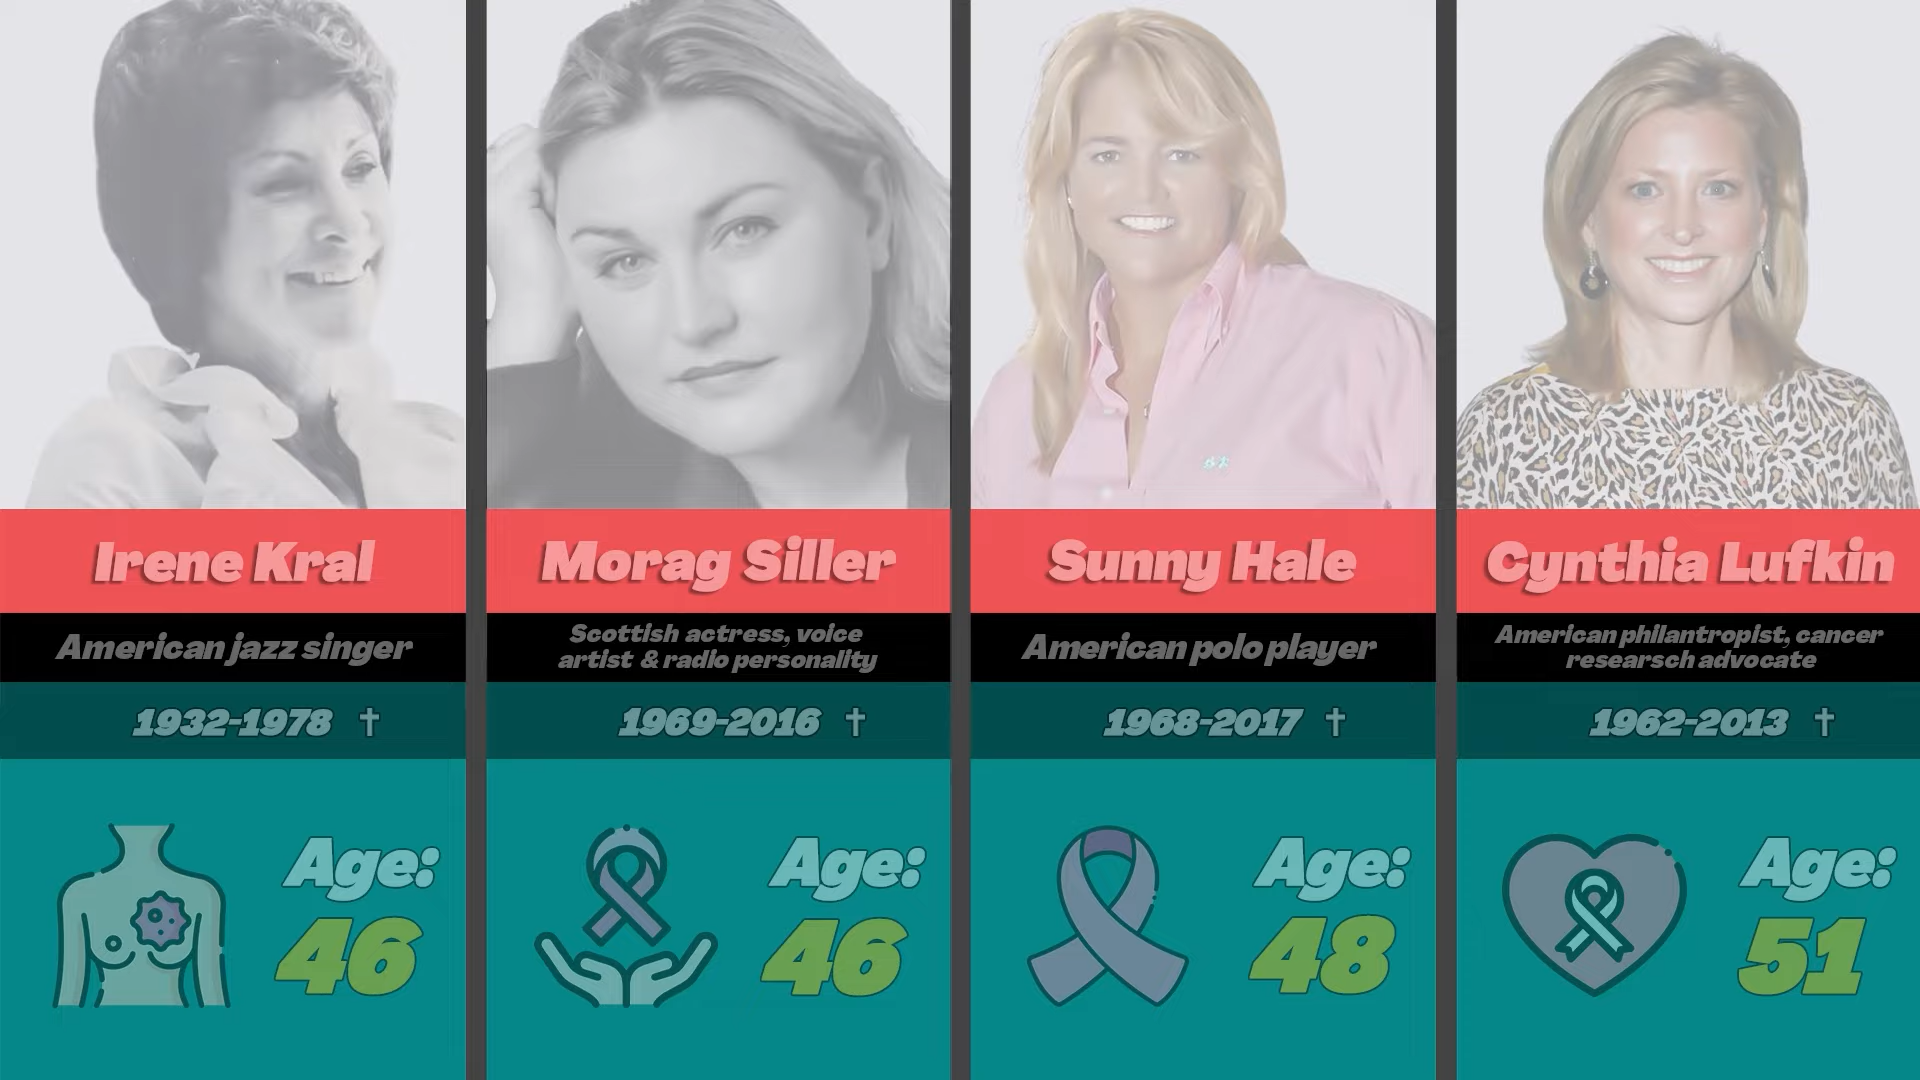 Irene Kral
American jazz singer
1932-1978 †
Age:
46
Morag Siller
Scottish actress, voice
artist & radio personality
1969-2016 †
Age:
46
Sunny Hale
American polo player
1968-2017 †
Age:
48
Cynthia Lufkin
American philantropist, cancer
researsch advocate
1962-2013 †
Age:
51